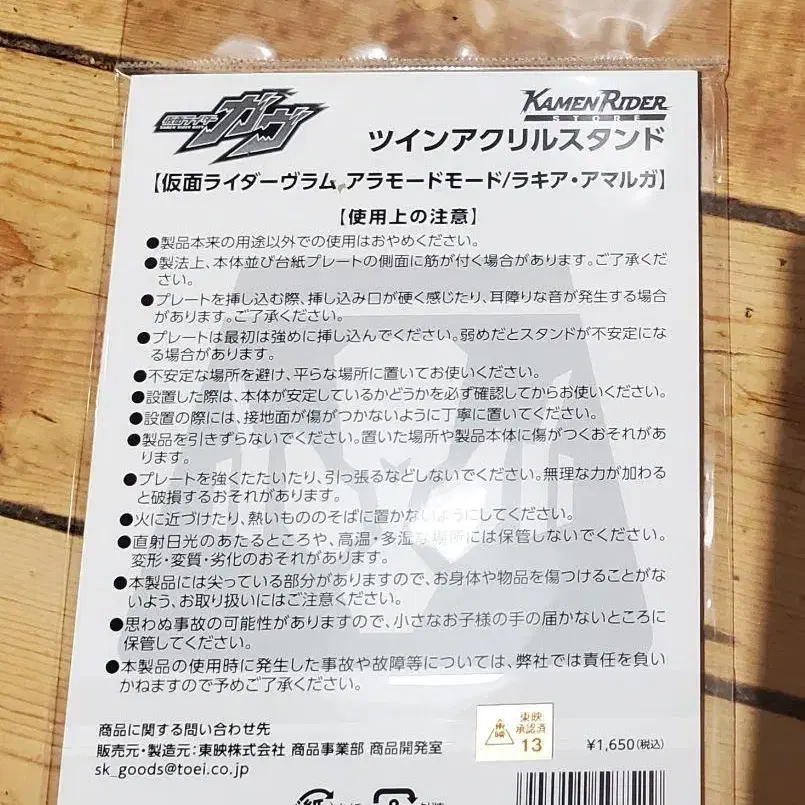 仮面ライダー
ガヴ
KAMEN RIDER
STORE
ツインアクリルスタンド
【仮面ライダーヴラム アラモードモード/ラキア・アマルガ】
【使用上の注意】
●製品本来の用途以外での使用はおやめください。
●製法上、本体並び台紙プレートの側面に筋が付く場合があります。ご了承くだ
さい。
●プレートを挿し込む際、挿し込み口が硬く感じたり、耳障りな音が発生する場合
があります。ご了承ください。
●プレートは最初は強めに挿し込んでください。弱めだとスタンドが不安定にな
る場合があります。
●不安定な場所を避け、平らな場所に置いてお使いください。
●設置した際は、本体が安定しているかどうかを必ず確認してからお使いください。
●設置の際には、接地面が傷がつかないように丁寧に置いてください。
●製品を引きずらないでください。置いた場所や製品本体に傷がつくおそれがあ
ります。
●プレートを強くたたいたり、引っ張るなどしないでください。無理な力が加わる
と破損するおそれがあります。
●火に近づけたり、熱いもののそばに置かないようにしてください。
●直射日光のあたるところや、高温・多湿な場所には保管しないでください。
変形・変質・劣化のおそれがあります。
●本製品には尖っている部分がありますので、お身体や物品を傷つけることがな
いよう、お取り扱いにはご注意ください。
●思わぬ事故の可能性がありますので、小さなお子様の手の届かないところに
保管してください。
●本製品の使用時に発生した事故や故障等については、弊社では責任を負い
かねますので予めご了承ください。
商品に関する問い合わせ先
販売元・製造元:東映株式会社 商品事業部 商品開発室
sk_goods@toei.co.jp
東映
承認済
13
¥1,650(税込)